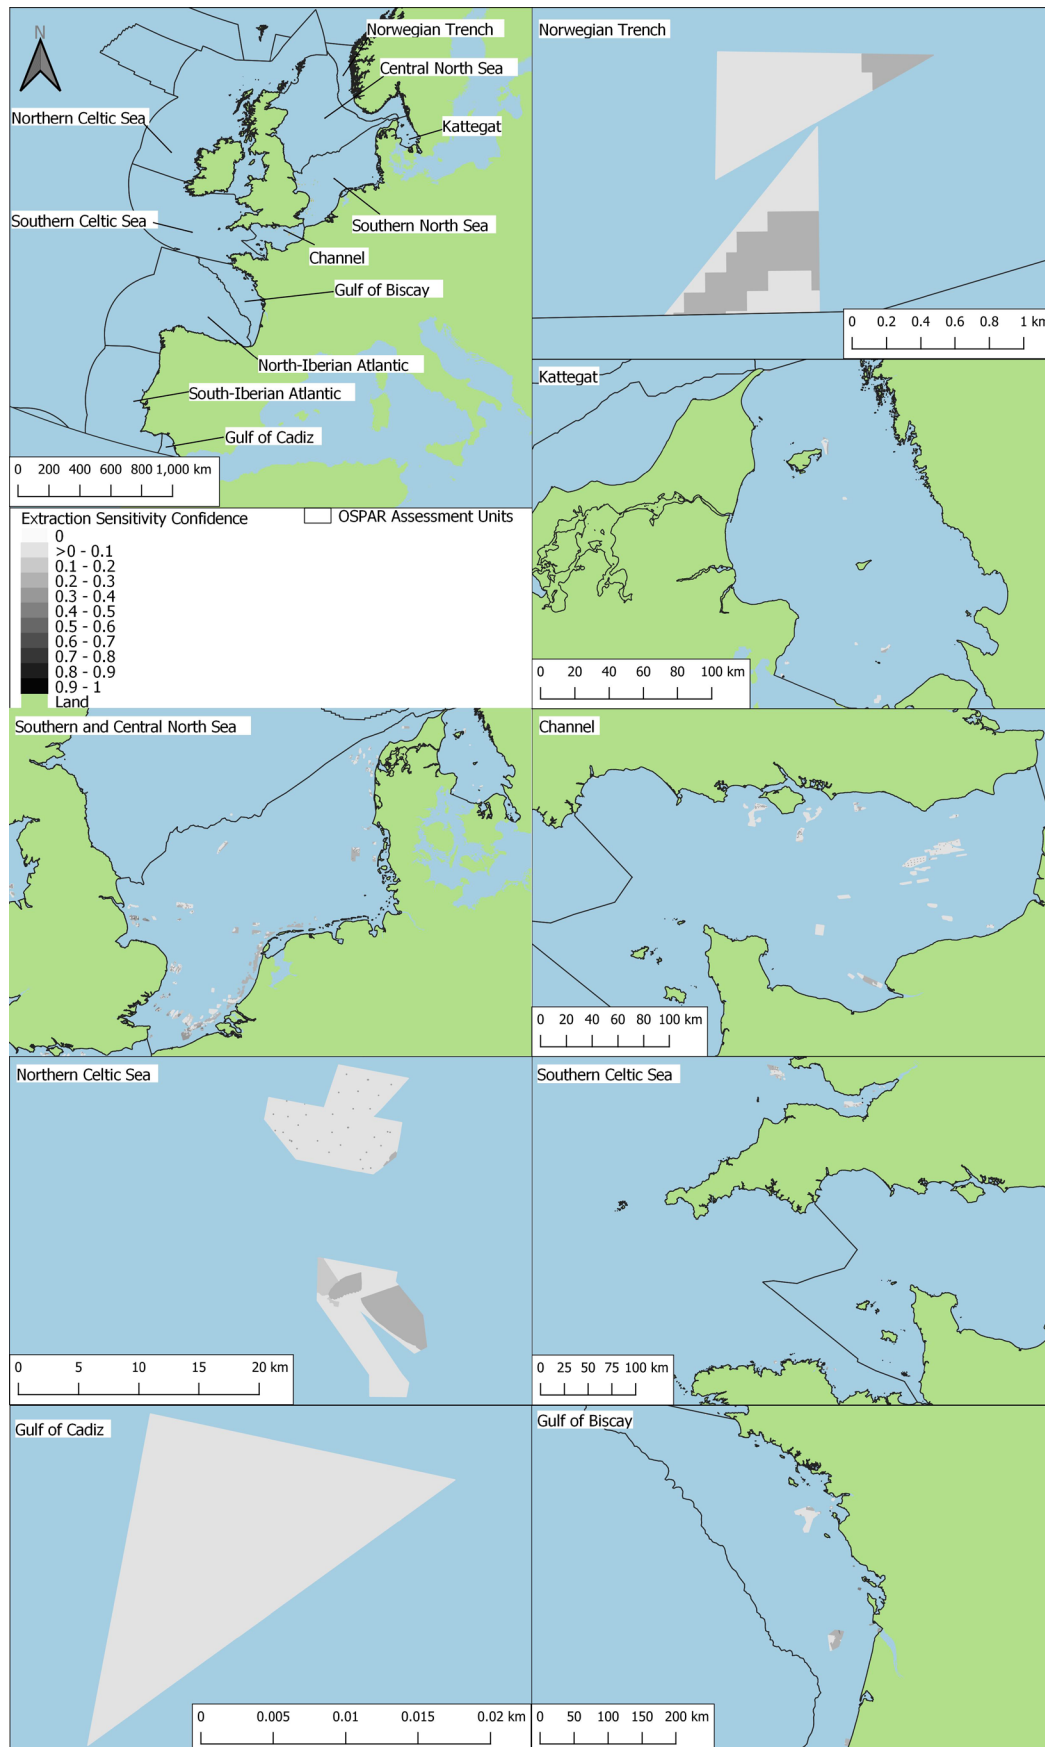 N
Norwegian Trench
Central North Sea
Northern Celtic Sea
Kattegat
Southern Celtic Sea
Southern North Sea
Channel
Gulf of Biscay
North-Iberian Atlantic
South-Iberian Atlantic
Gulf of Cadiz
0 200 400 600 800 1,000 km
Norwegian Trench
0 0.2 0.4 0.6 0.8 1 km
Extraction Sensitivity Confidence
OSPAR Assessment Units
0
>0 - 0.1
0.1 - 0.2
0.2 - 0.3
0.3 - 0.4
0.4 - 0.5
0.5 - 0.6
0.6 - 0.7
0.7 - 0.8
0.8 - 0.9
0.9 - 1
Land
Kattegat
0 20 40 60 80 100 km
Southern and Central North Sea
Channel
0 20 40 60 80 100 km
Northern Celtic Sea
0 5 10 15 20 km
Southern Celtic Sea
0 25 50 75 100 km
Gulf of Cadiz
0 0.005 0.01 0.015 0.02 km
Gulf of Biscay
0 50 100 150 200 km